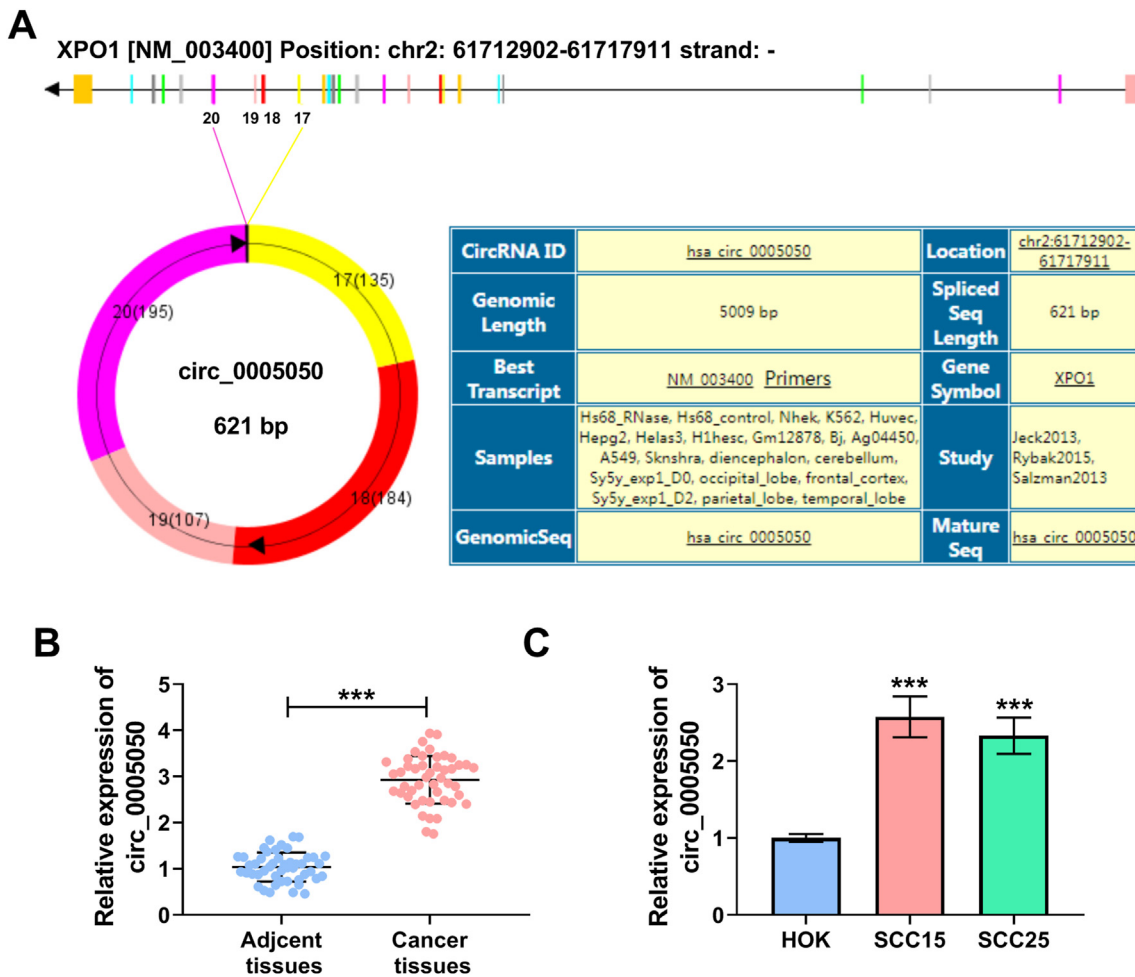 A
XPO1 [NM_003400] Position: chr2: 61712902-61717911 strand: -
20 19 18 17
17(135)
20(195)
circ_0005050
621 bp
18(184)
19(107)
CircRNA ID
hsa_circ_0005050
Location
chr2:61712902-
61717911
Genomic
Length
5009 bp
Spliced
Seq
Length
621 bp
Best
Transcript
NM_003400 Primers
Gene
Symbol
XPO1
Samples
Hs68_RNase, Hs68_control, Nhek, K562, Huvec,
Hepg2, Helas3, H1hesc, Gm12878, Bj, Ag04450,
A549, Sknshra, diencephalon, cerebellum,
Sy5y_exp1_D0, occipital_lobe, frontal_cortex,
Sy5y_exp1_D2, parietal_lobe, temporal_lobe
Study
Jeck2013,
Rybak2015,
Salzman2013
GenomicSeq
hsa_circ_0005050
Mature
Seq
hsa_circ_0005050
B
Relative expression of
circ_0005050
5
4
3
2
1
0
***
Adjcent
tissues
Cancer
tissues
C
Relative expression of
circ_0005050
3
2
1
0
***
***
HOK
SCC15
SCC25